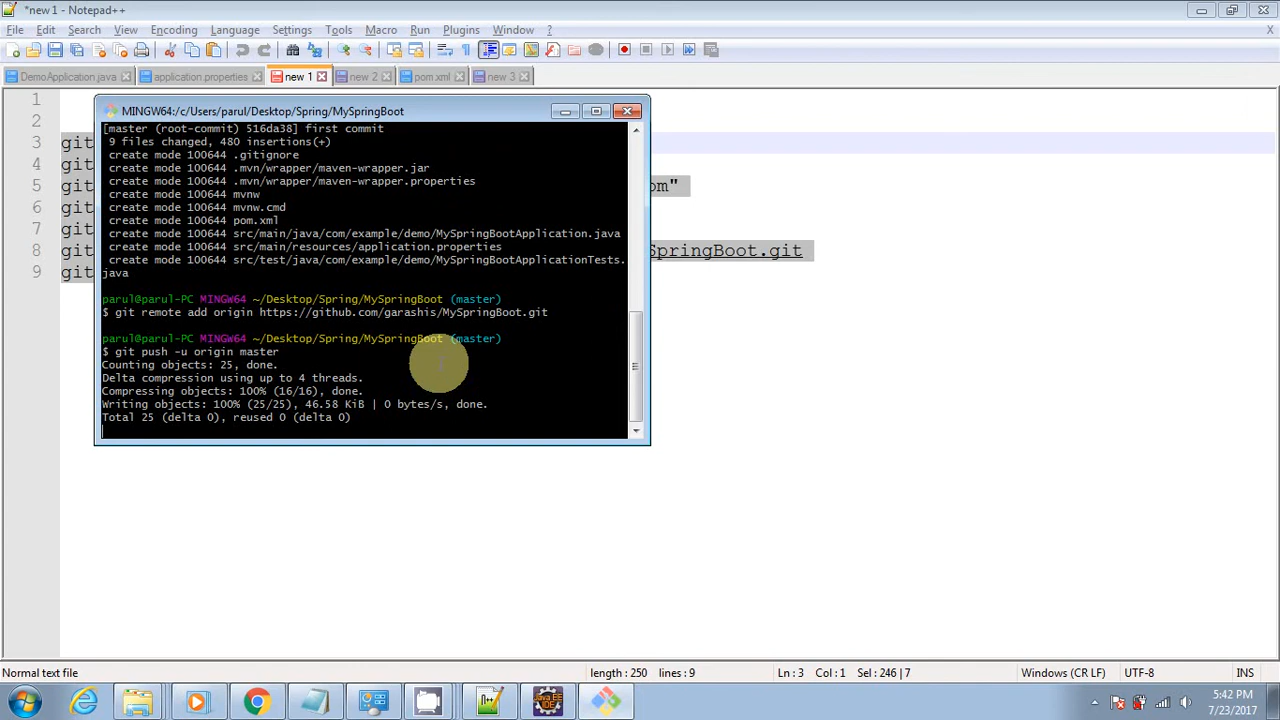 *new 1 - Notepad++
File Edit Search View Encoding Language Settings Tools Macro Run Plugins Window ? X
DemoApplication.java application.properties new 1 new 2 pom.xml new 3
1
2
3 git
4 git
5 git om"
6 git
7 git
8 git SpringBoot.git
9 git
MINGW64:/c/Users/parul/Desktop/Spring/MySpringBoot
[master (root-commit) 516da38] first commit
9 files changed, 480 insertions(+)
create mode 100644 .gitignore
create mode 100644 .mvn/wrapper/maven-wrapper.jar
create mode 100644 .mvn/wrapper/maven-wrapper.properties
create mode 100644 mvnw
create mode 100644 mvnw.cmd
create mode 100644 pom.xml
create mode 100644 src/main/java/com/example/demo/MySpringBootApplication.java
create mode 100644 src/main/resources/application.properties
create mode 100644 src/test/java/com/example/demo/MySpringBootApplicationTests.
java
parul@parul-PC MINGW64 ~/Desktop/Spring/MySpringBoot (master)
$ git remote add origin https://github.com/garashis/MySpringBoot.git
parul@parul-PC MINGW64 ~/Desktop/Spring/MySpringBoot (master)
$ git push -u origin master
Counting objects: 25, done.
Delta compression using up to 4 threads.
Compressing objects: 100% (16/16), done.
Writing objects: 100% (25/25), 46.58 KiB | 0 bytes/s, done.
Total 25 (delta 0), reused 0 (delta 0)
Normal text file length : 250 lines : 9 Ln : 3 Col : 1 Sel : 246 | 7 Windows (CR LF) UTF-8 INS
5:42 PM
7/23/2017